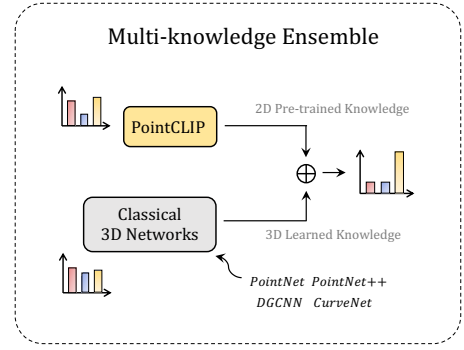 Multi-knowledge Ensemble
2D Pre-trained Knowledge
PointCLIP
Classical
3D Networks
3D Learned Knowledge
PointNet PointNet++
DGCNN CurveNet